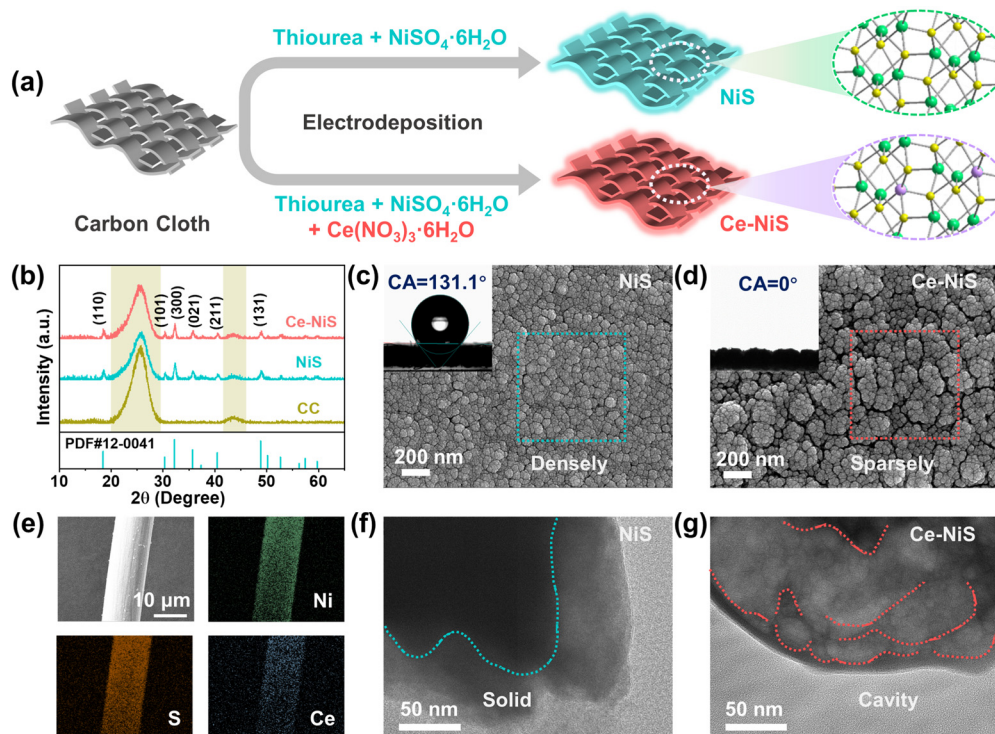 (a)
Thiourea + NiSO₄·6H₂O
Electrodeposition
Thiourea + NiSO₄·6H₂O
+ Ce(NO₃)₃·6H₂O
Carbon Cloth
NiS
Ce-NiS
(b)
Intensity (a.u.)
(110)
(101)
(300)
(021)
(211)
(131)
Ce-NiS
NiS
CC
PDF#12-0041
10 20 30 40 50 60
2θ (Degree)
(c)
CA=131.1°
NiS
200 nm
Densely
(d)
CA=0°
Ce-NiS
200 nm
Sparsely
(e)
10 μm
Ni
S
Ce
(f)
NiS
Solid
50 nm
(g)
Ce-NiS
Cavity
50 nm